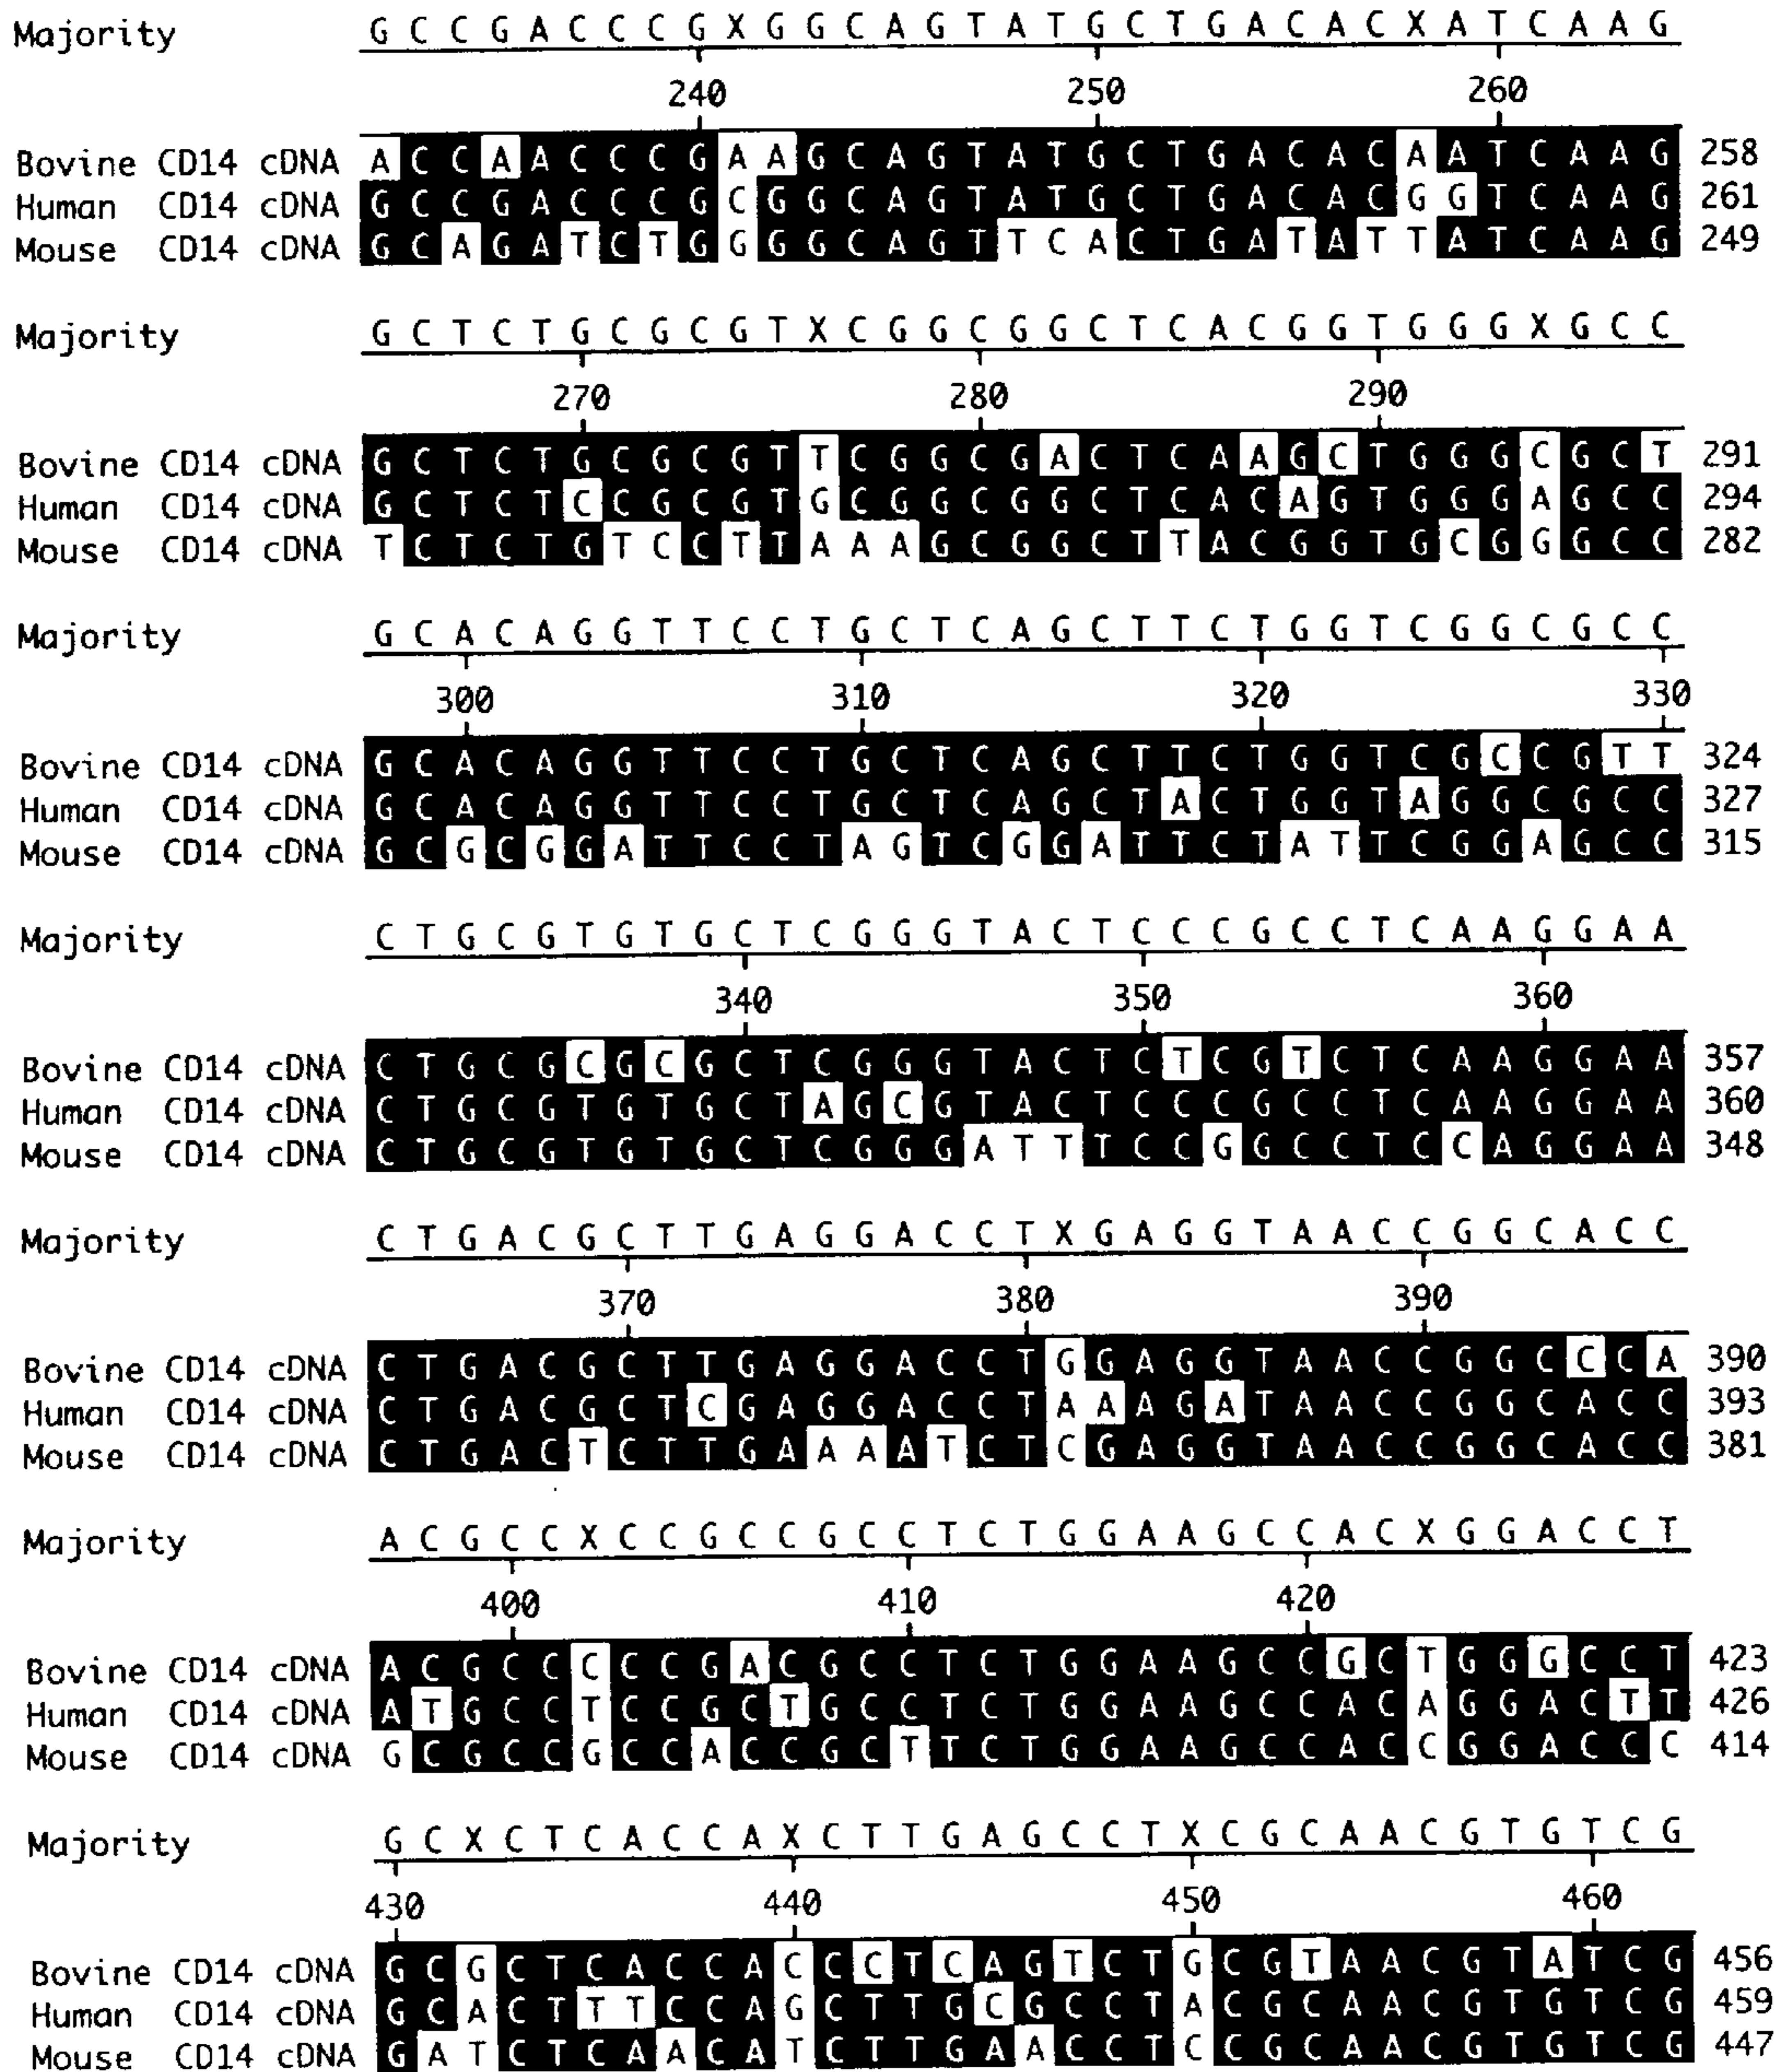 Majority G C C G A C C C G X G G C A G T A T G C T G A C A C X A T C A A G
240 250 260
Bovine CD14 cDNA A C C A A C C C G A A G C A G T A T G C T G A C A C A A T C A A G 258
Human CD14 cDNA G C C G A C C C G C G G C A G T A T G C T G A C A C G G T C A A G 261
Mouse CD14 cDNA G C A G A T C T G G G G C A G T T C A C T G A T A T T A T C A A G 249
Majority G C T C T G C G C G T X C G G C G G C T C A C G G T G G G X G C C
270 280 290
Bovine CD14 cDNA G C T C T G C G C G T T C G G C G A C T C A A G C T G G G C G C T 291
Human CD14 cDNA G C T C T C C G C G T G C G G C G G C T C A C A G T G G G A G C C 294
Mouse CD14 cDNA T C T C T G T C C T T A A A G C G G C T T A C G G T G C G G G C C 282
Majority G C A C A G G T T C C T G C T C A G C T T C T G G T C G G C G C C
300 310 320 330
Bovine CD14 cDNA G C A C A G G T T C C T G C T C A G C T T C T G G T C G C C G T T 324
Human CD14 cDNA G C A C A G G T T C C T G C T C A G C T A C T G G T A G G C G C C 327
Mouse CD14 cDNA G C G C G G A T T C C T A G T C G G A T T C T A T T C G G A G C C 315
Majority C T G C G T G T G C T C G G G T A C T C C C G C C T C A A G G A A
340 350 360
Bovine CD14 cDNA C T G C G C G C G C T C G G G T A C T C T C G T C T C A A G G A A 357
Human CD14 cDNA C T G C G T G T G C T A G C G T A C T C C C G C C T C A A G G A A 360
Mouse CD14 cDNA C T G C G T G T G C T C G G G A T T T C C G G C C T C C A G G A A 348
Majority C T G A C G C T T G A G G A C C T X G A G G T A A C C G G C A C C
370 380 390
Bovine CD14 cDNA C T G A C G C T T G A G G A C C T G G A G G T A A C C G G C C C A 390
Human CD14 cDNA C T G A C G C T C G A G G A C C T A A A G A T A A C C G G C A C C 393
Mouse CD14 cDNA C T G A C T C T T G A A A A T C T C G A G G T A A C C G G C A C C 381
Majority A C G C C X C C G C C G C C T C T G G A A G C C A C X G G A C C T
400 410 420
Bovine CD14 cDNA A C G C C C C C G A C G C C T C T G G A A G C C G C T G G G C C T 423
Human CD14 cDNA A T G C C T C C G C T G C C T C T G G A A G C C A C A G G A C T T 426
Mouse CD14 cDNA G C G C C G C C A C C G C T T C T G G A A G C C A C C G G A C C C 414
Majority G C X C T C A C C A X C T T G A G C C T X C G C A A C G T G T C G
430 440 450 460
Bovine CD14 cDNA G C G C T C A C C A C C C T C A G T C T G C G T A A C G T A T C G 456
Human CD14 cDNA G C A C T T T C C A G C T T G C G C C T A C G C A A C G T G T C G 459
Mouse CD14 cDNA G A T C T C A A C A T C T T G A A C C T C C G C A A C G T G T C G 447